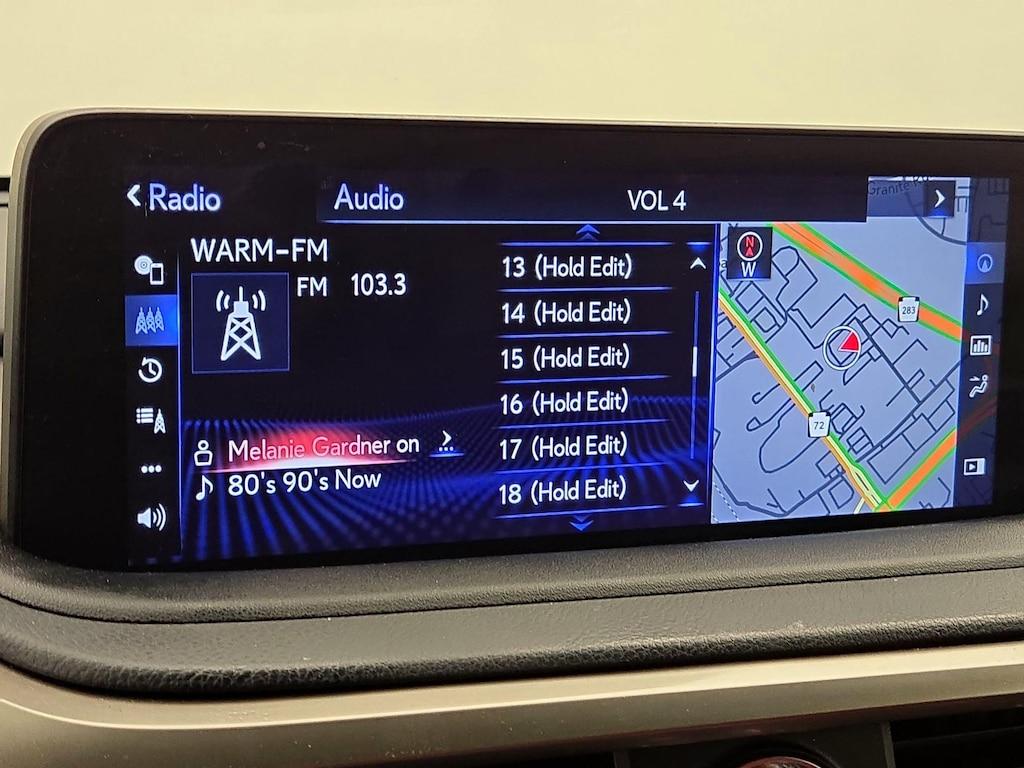 Radio
Audio
VOL 4
WARM-FM
FM 103.3
Melanie Gardner on
80's 90's Now
13 (Hold Edit)
14 (Hold Edit)
15 (Hold Edit)
16 (Hold Edit)
17 (Hold Edit)
18 (Hold Edit)
Granite
N
W
283
72